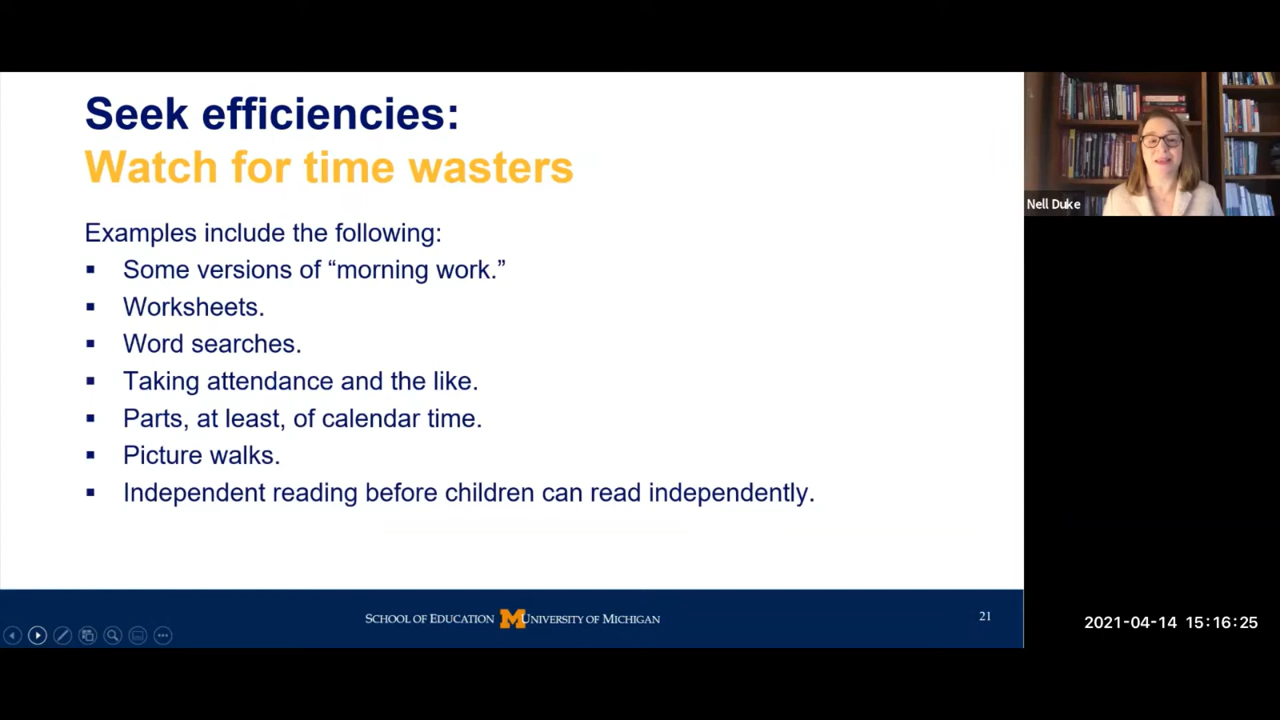 Seek efficiencies:
Watch for time wasters
Examples include the following:
▪ Some versions of “morning work.”
▪ Worksheets.
▪ Word searches.
▪ Taking attendance and the like.
▪ Parts, at least, of calendar time.
▪ Picture walks.
▪ Independent reading before children can read independently.
SCHOOL OF EDUCATION M UNIVERSITY OF MICHIGAN
21
Nell Duke
2021-04-14 15:16:25